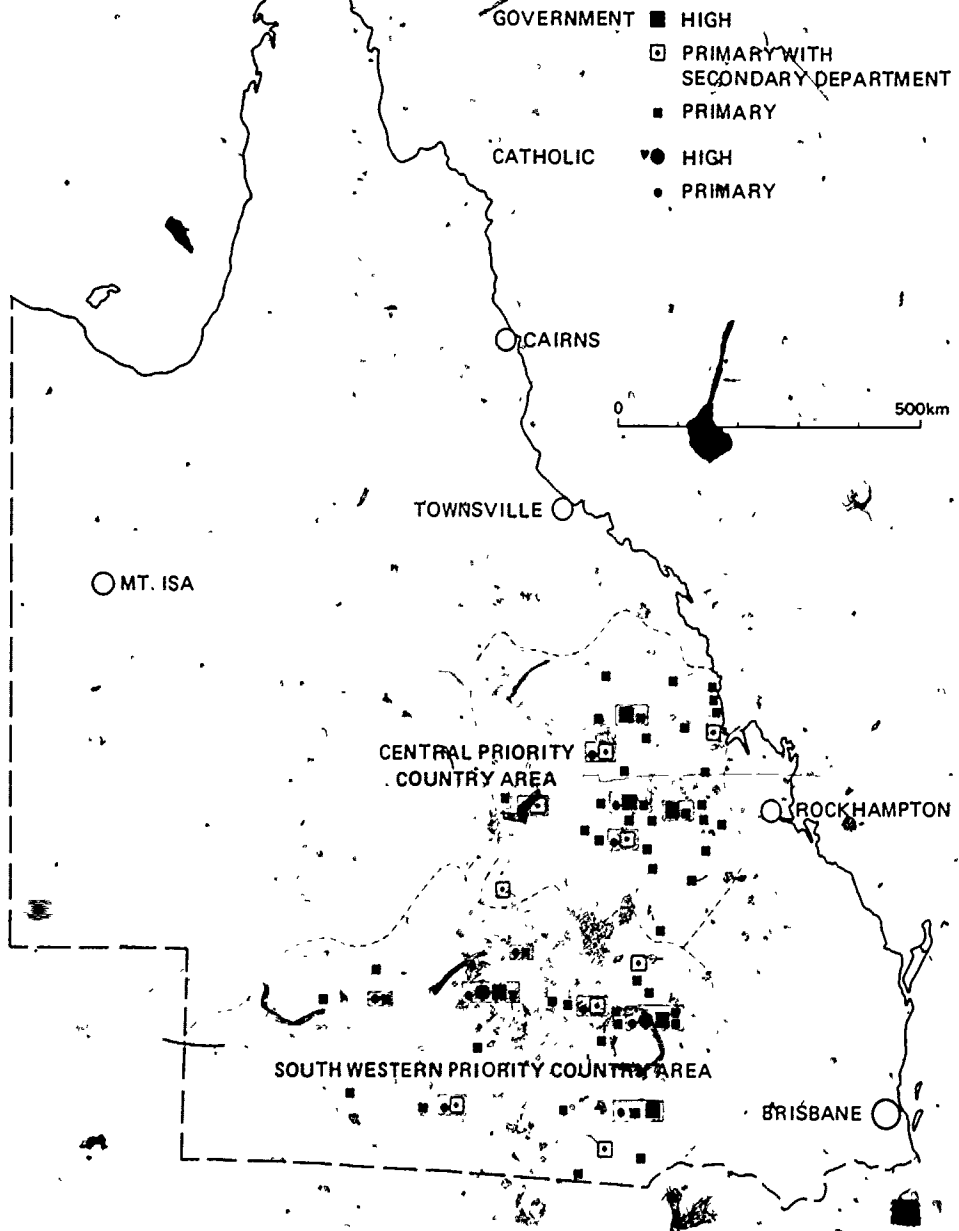 GOVERNMENT HIGH
PRIMARY WITH
SECONDARY DEPARTMENT
PRIMARY
CATHOLIC HIGH
PRIMARY
CAIRNS
0 500km
TOWNSVILLE
MT. ISA
CENTRAL PRIORITY
COUNTRY AREA
ROCKHAMPTON
SOUTH WESTERN PRIORITY COUNTRY AREA
BRISBANE